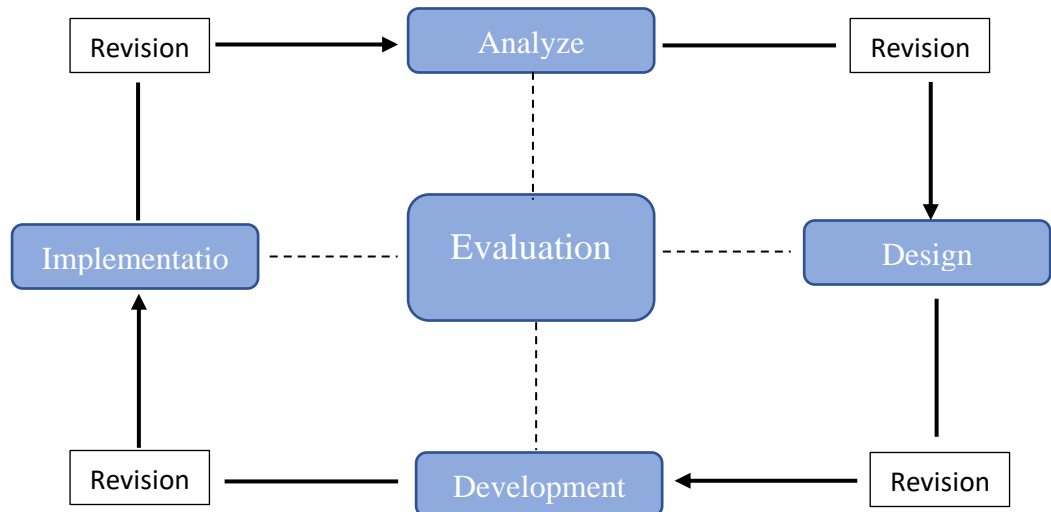 Revision
Analyze
Revision
Implementatio
Evaluation
Design
Revision
Development
Revision